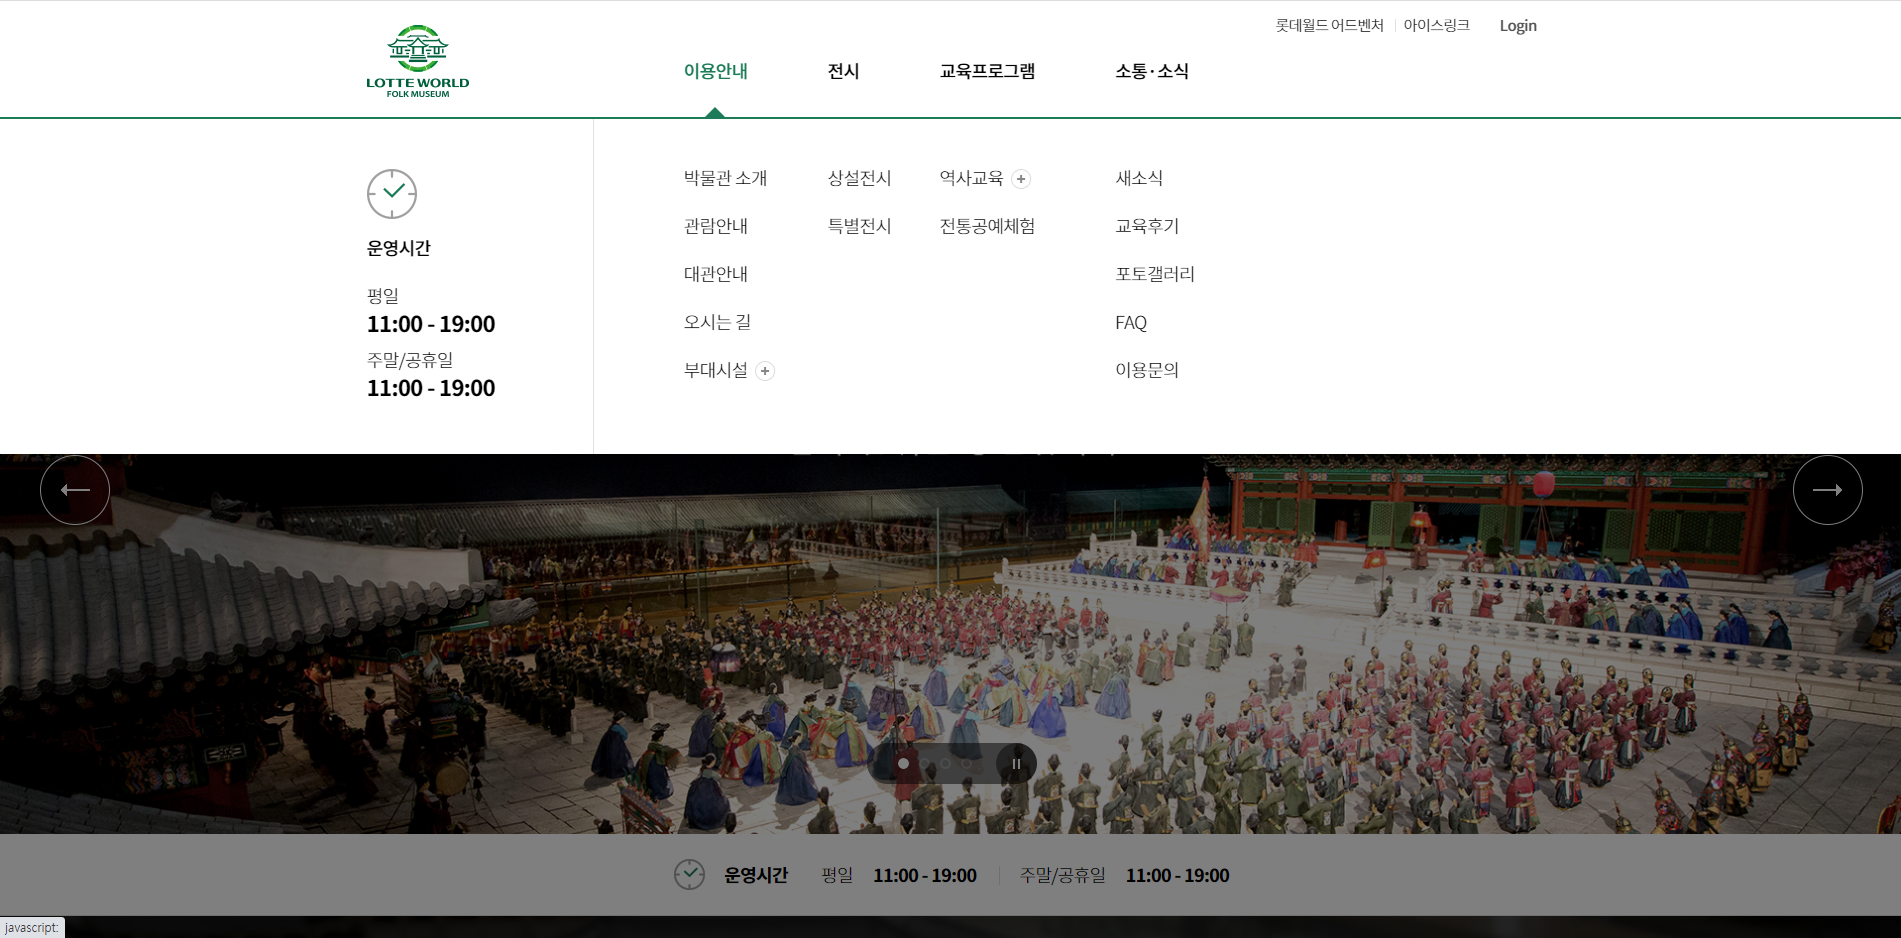 롯데월드 어드벤처
아이스링크
Login
LOTTE WORLD
FOLK MUSEUM
이용안내
전시
교육프로그램
소통·소식
운영시간
평일
11:00 - 19:00
주말/공휴일
11:00 - 19:00
박물관 소개
관람안내
대관안내
오시는 길
부대시설
상설전시
특별전시
역사교육
전통공예체험
새소식
교육후기
포토갤러리
FAQ
이용문의
운영시간 평일 11:00 - 19:00 주말/공휴일 11:00 - 19:00
javascript: